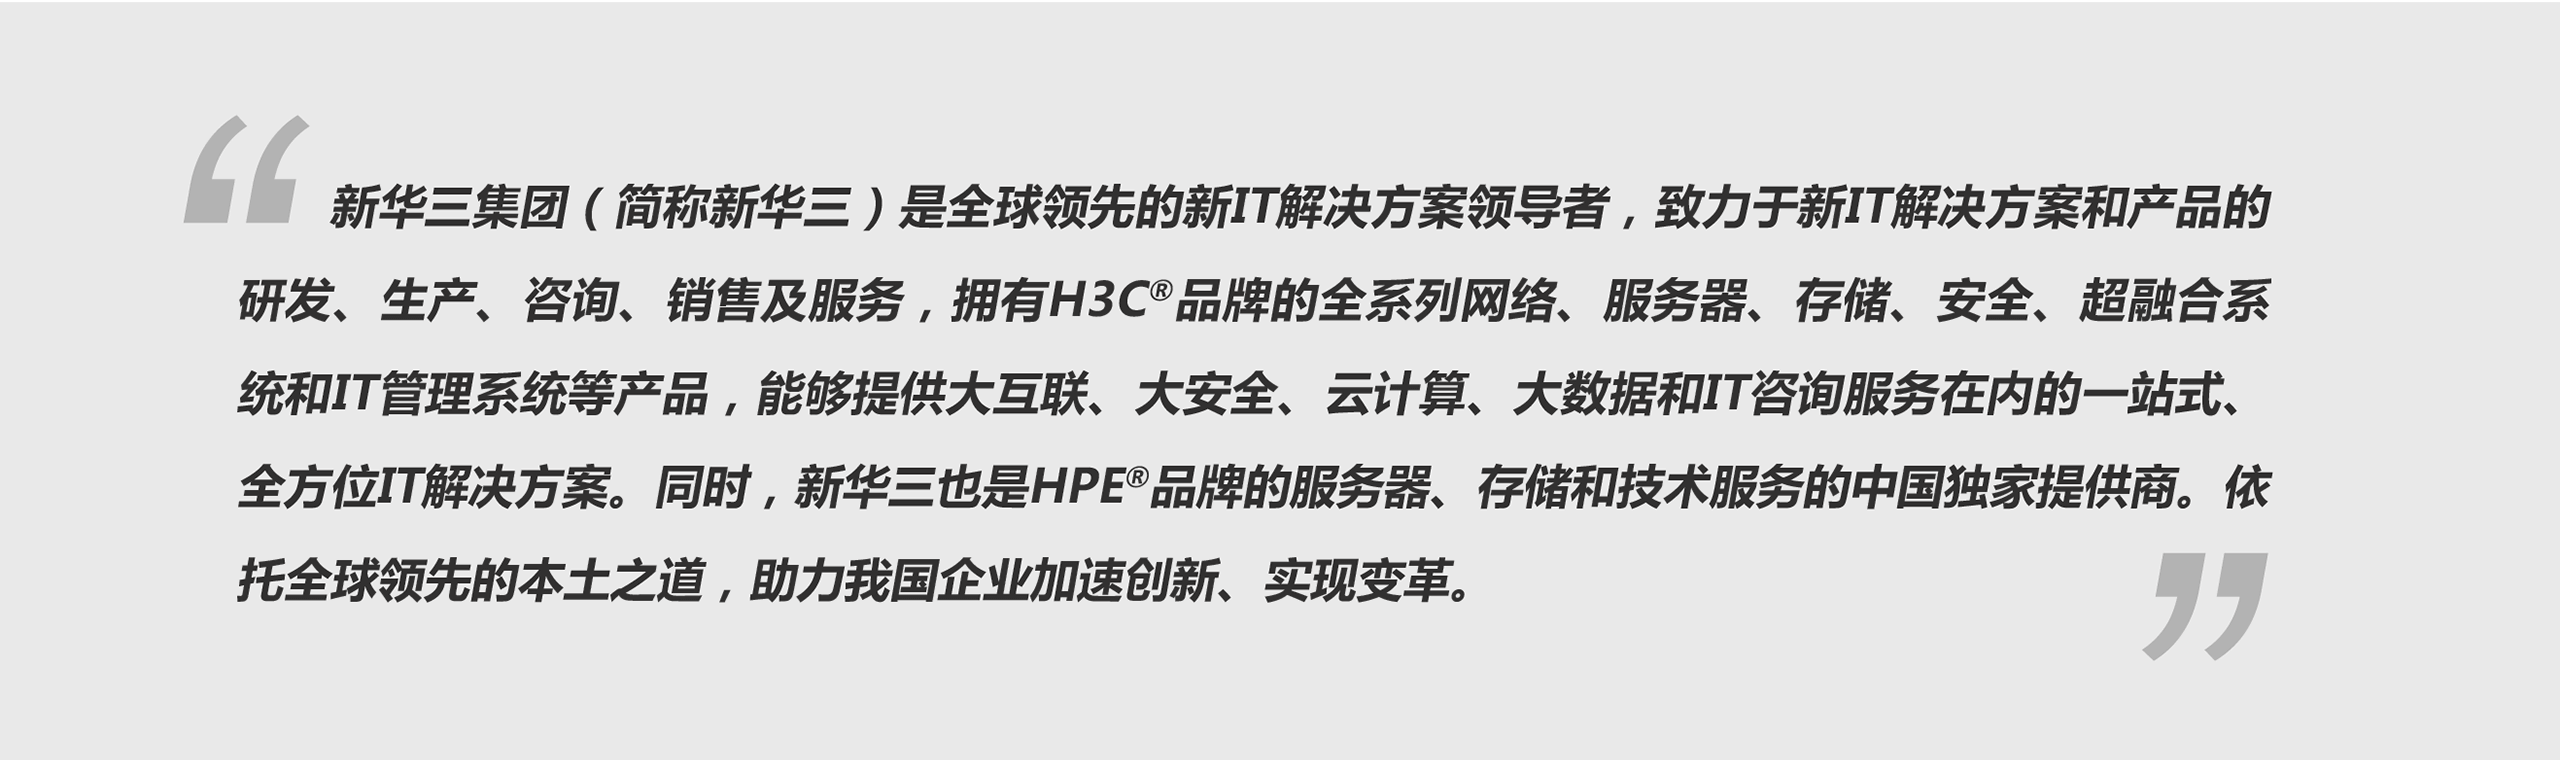 “新华三集团（简称新华三）是全球领先的新IT解决方案领导者，致力于新IT解决方案和产品的
研发、生产、咨询、销售及服务，拥有H3C®品牌的全系列网络、服务器、存储、安全、超融合系
统和IT管理系统等产品，能够提供大互联、大安全、云计算、大数据和IT咨询服务在内的一站式、
全方位IT解决方案。同时，新华三也是HPE®品牌的服务器、存储和技术服务的中国独家提供商。依
托全球领先的本土之道，助力我国企业加速创新、实现变革。”